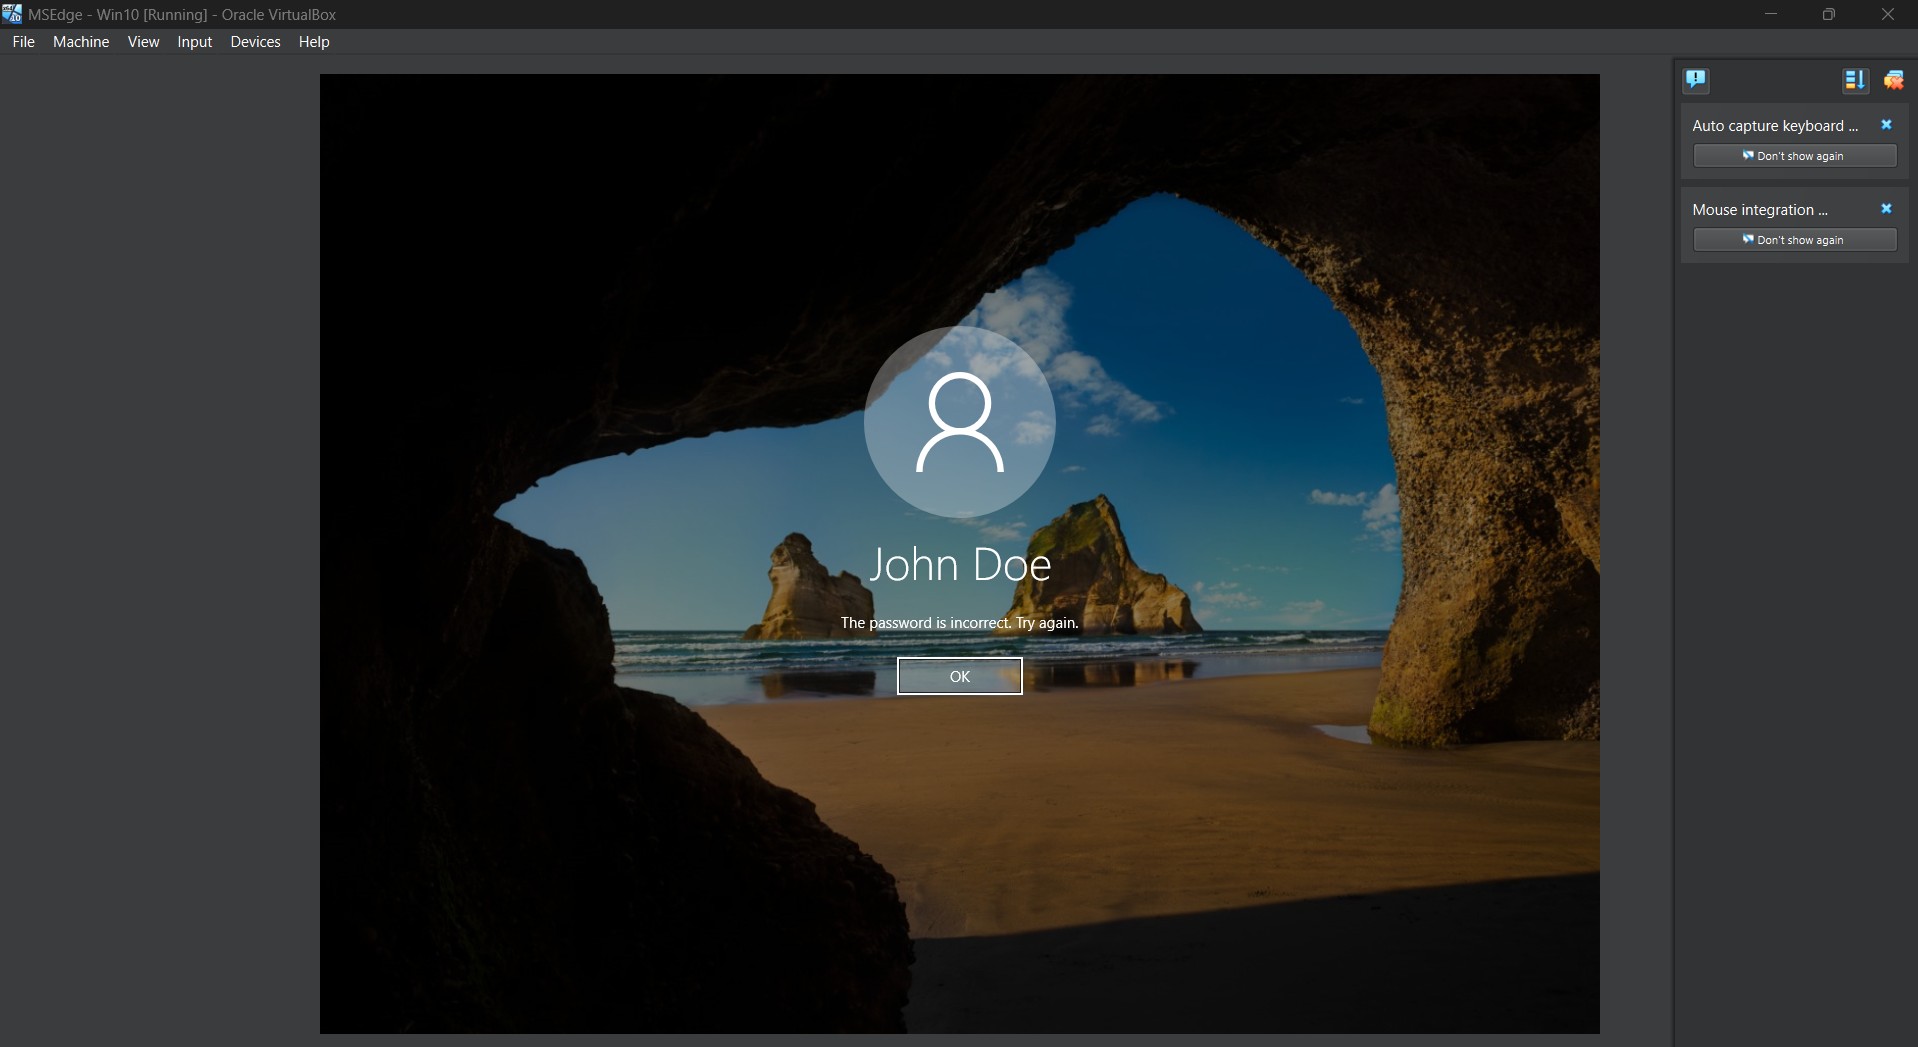 MSEdge - Win10 [Running] - Oracle VirtualBox
File Machine View Input Devices Help
Auto capture keyboard ...
Don't show again
Mouse integration ...
Don't show again
John Doe
The password is incorrect. Try again.
OK